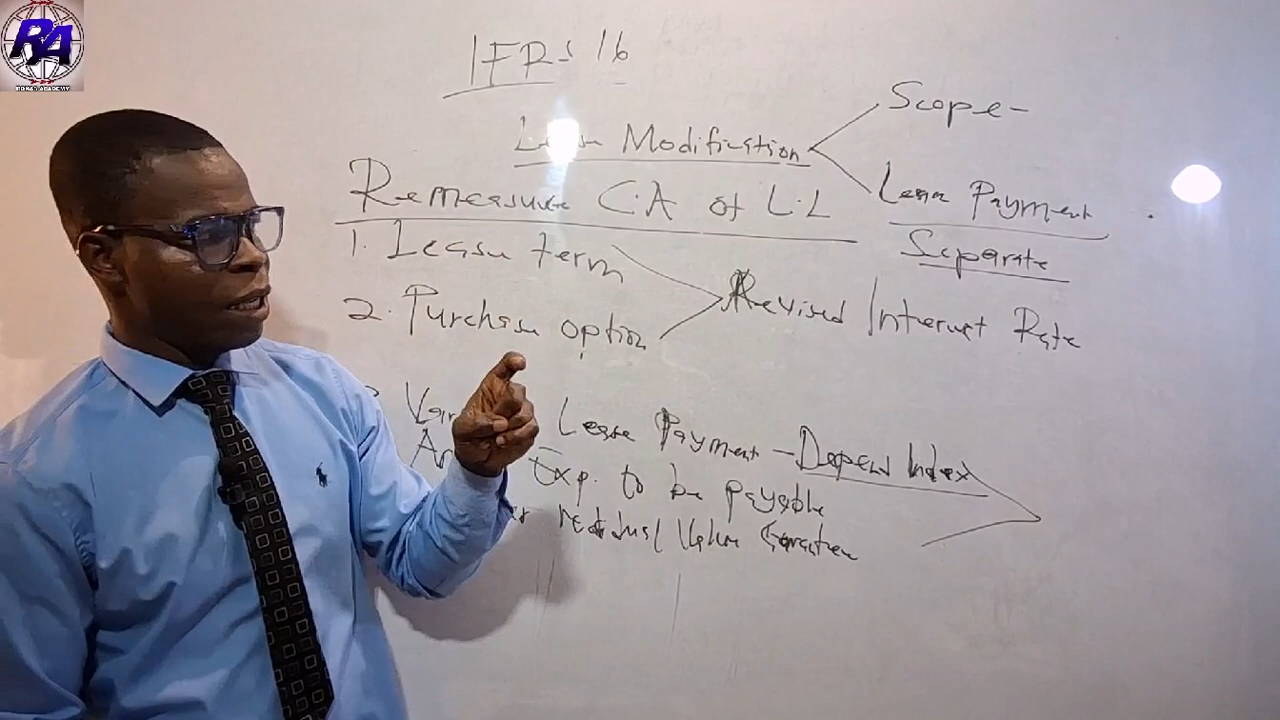 RA
IFRS 16
Lease Modification
Scope -
Lease Payment
Separate
Remeasure C.A of L.L
1. Lease term
2. Purchase option
Revised Interest Rate
Lease Payment - Depend Index
Exp. to be payable
residual Value